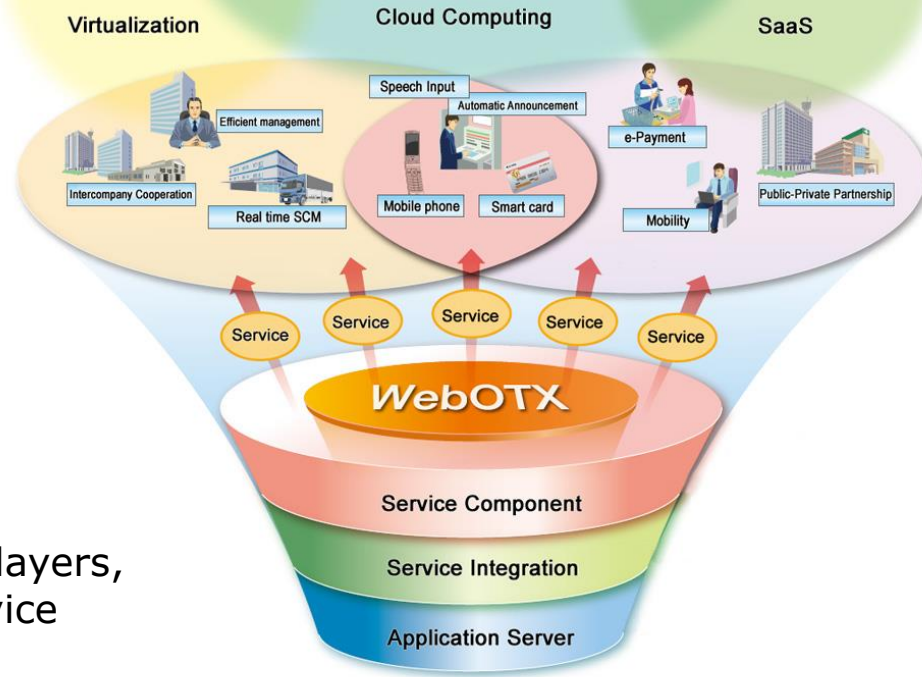 Virtualization
Cloud Computing
SaaS
Speech Input
Automatic Announcement
Efficient management
e-Payment
Intercompany Cooperation
Real time SCM
Mobile phone
Smart card
Mobility
Public-Private Partnership
Service
Service
Service
Service
Service
WebOTX
Service Component
Service Integration
Application Server
layers,
vice